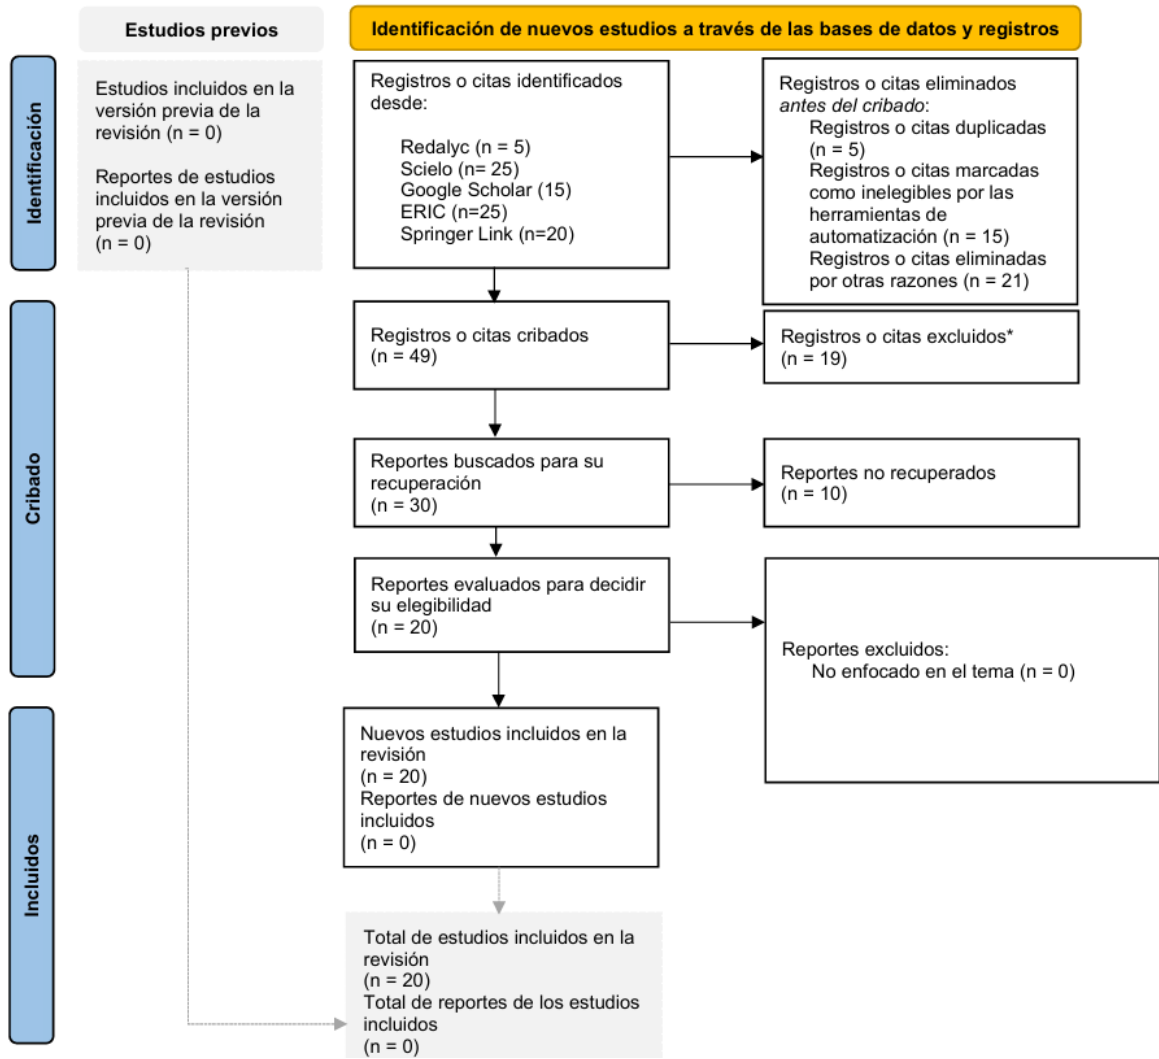 Estudios previos
Identificación de nuevos estudios a través de las bases de datos y registros
Identificación
Estudios incluidos en la
versión previa de la
revisión (n = 0)
Reportes de estudios
incluidos en la versión
previa de la revisión
(n = 0)
Registros o citas identificados
desde:
Redalyc (n = 5)
Scielo (n= 25)
Google Scholar (15)
ERIC (n=25)
Springer Link (n=20)
Registros o citas eliminados
antes del cribado:
Registros o citas duplicadas
(n = 5)
Registros o citas marcadas
como inelegibles por las
herramientas de
automatización (n = 15)
Registros o citas eliminadas
por otras razones (n = 21)
Cribado
Registros o citas cribados
(n = 49)
Registros o citas excluidos*
(n = 19)
Reportes buscados para su
recuperación
(n = 30)
Reportes no recuperados
(n = 10)
Reportes evaluados para decidir
su elegibilidad
(n = 20)
Reportes excluidos:
No enfocado en el tema (n = 0)
Incluidos
Nuevos estudios incluidos en la
revisión
(n = 20)
Reportes de nuevos estudios
incluidos
(n = 0)
Total de estudios incluidos en la
revisión
(n = 20)
Total de reportes de los estudios
incluidos
(n = 0)